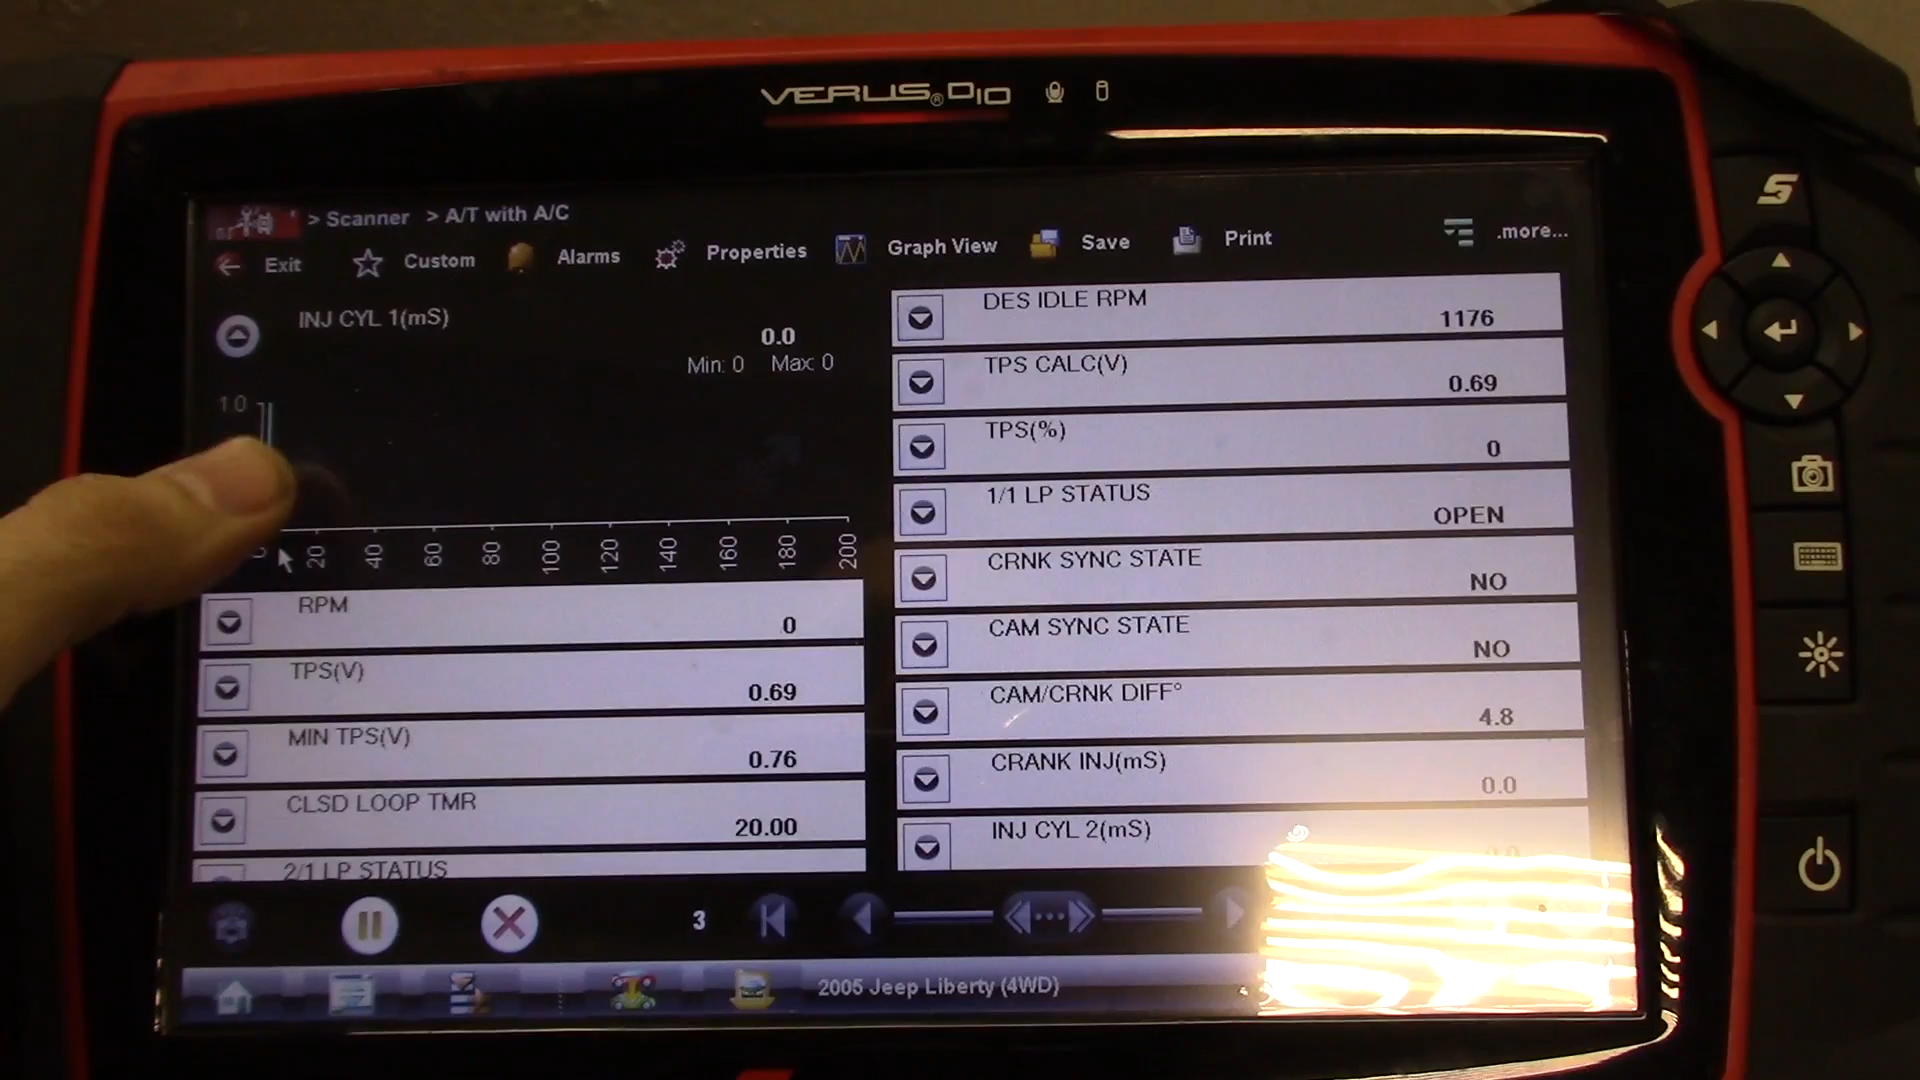 VERUS® D10
> Scanner > A/T with A/C
Exit Custom Alarms Properties Graph View Save Print .more...
INJ CYL 1(mS)
0.0
Min: 0 Max: 0
1.0
20 40 60 80 100 120 140 160 180 200
RPM
0
TPS(V)
0.69
MIN TPS(V)
0.76
CLSD LOOP TMR
20.00
2/1 LP STATUS
DES IDLE RPM
1176
TPS CALC(V)
0.69
TPS(%)
0
1/1 LP STATUS
OPEN
CRNK SYNC STATE
NO
CAM SYNC STATE
NO
CAM/CRNK DIFF°
4.8
CRANK INJ(mS)
0.0
INJ CYL 2(mS)
3
2005 Jeep Liberty (4WD)